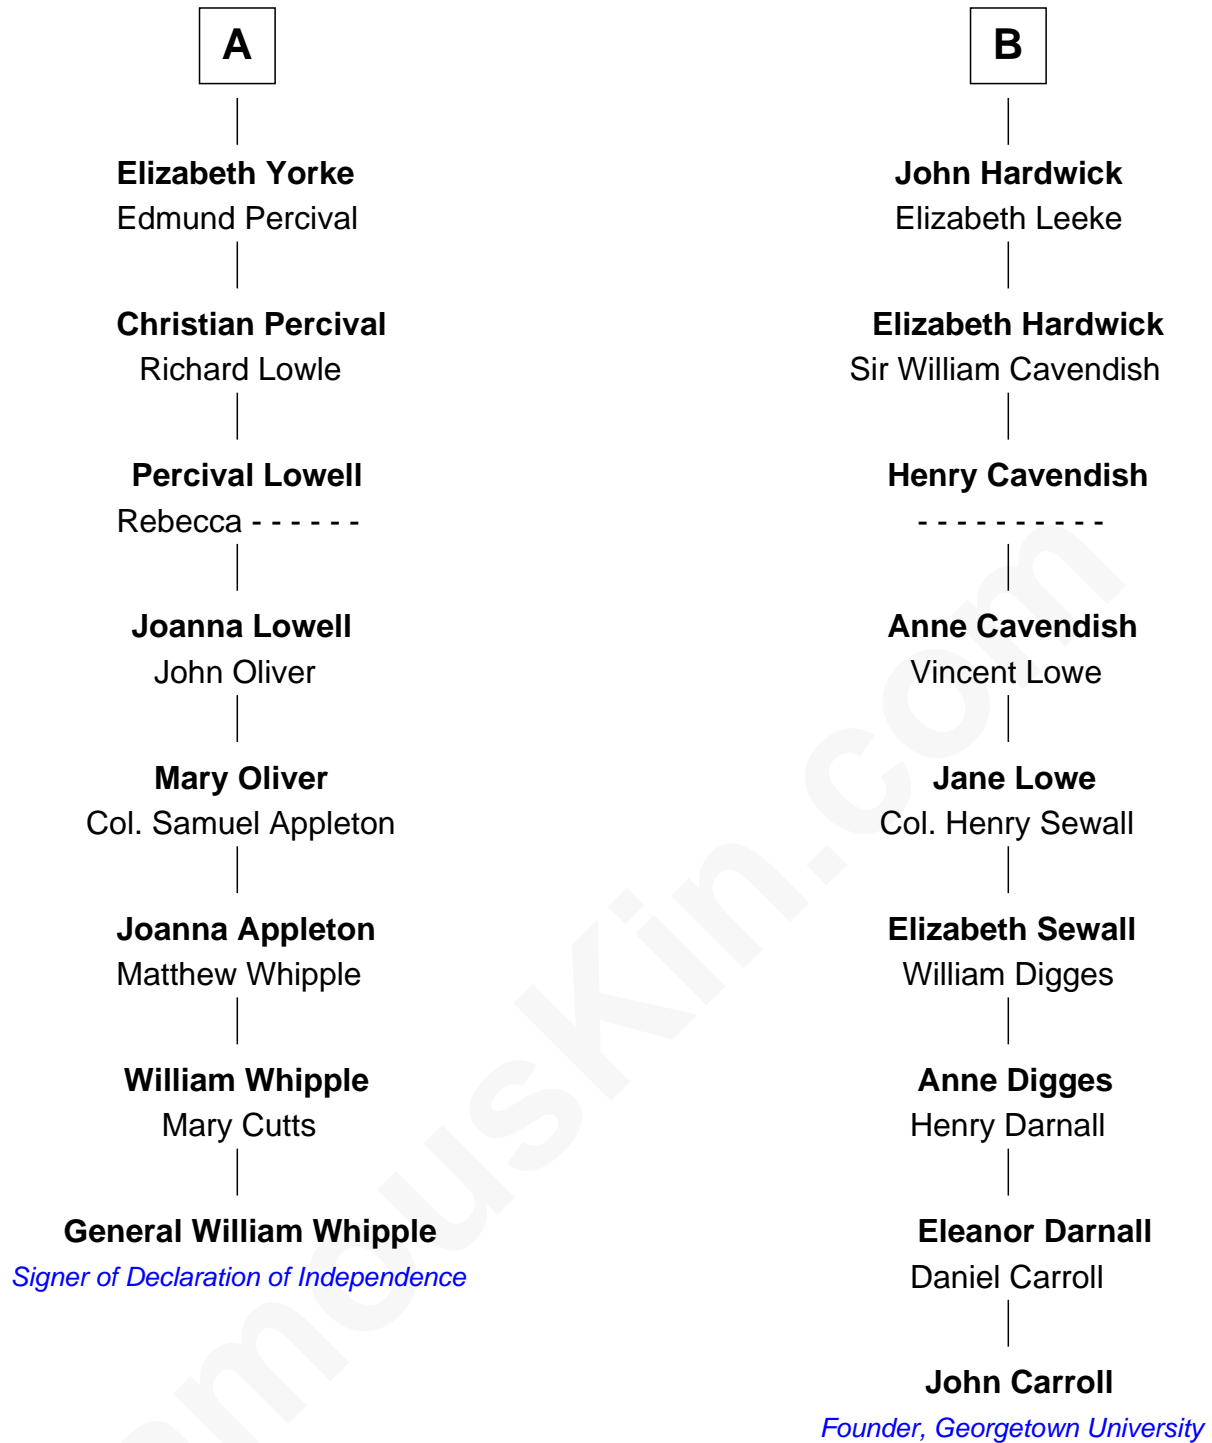 A
Elizabeth Yorke
Edmund Percival
Christian Percival
Richard Lowle
Percival Lowell
Rebecca - - - - - -
Joanna Lowell
John Oliver
Mary Oliver
Col. Samuel Appleton
Joanna Appleton
Matthew Whipple
William Whipple
Mary Cutts
General William Whipple
Signer of Declaration of Independence
B
John Hardwick
Elizabeth Leeke
Elizabeth Hardwick
Sir William Cavendish
Henry Cavendish
- - - - - - - - - -
Anne Cavendish
Vincent Lowe
Jane Lowe
Col. Henry Sewall
Elizabeth Sewall
William Digges
Anne Digges
Henry Darnall
Eleanor Darnall
Daniel Carroll
John Carroll
Founder, Georgetown University
amouskin.com